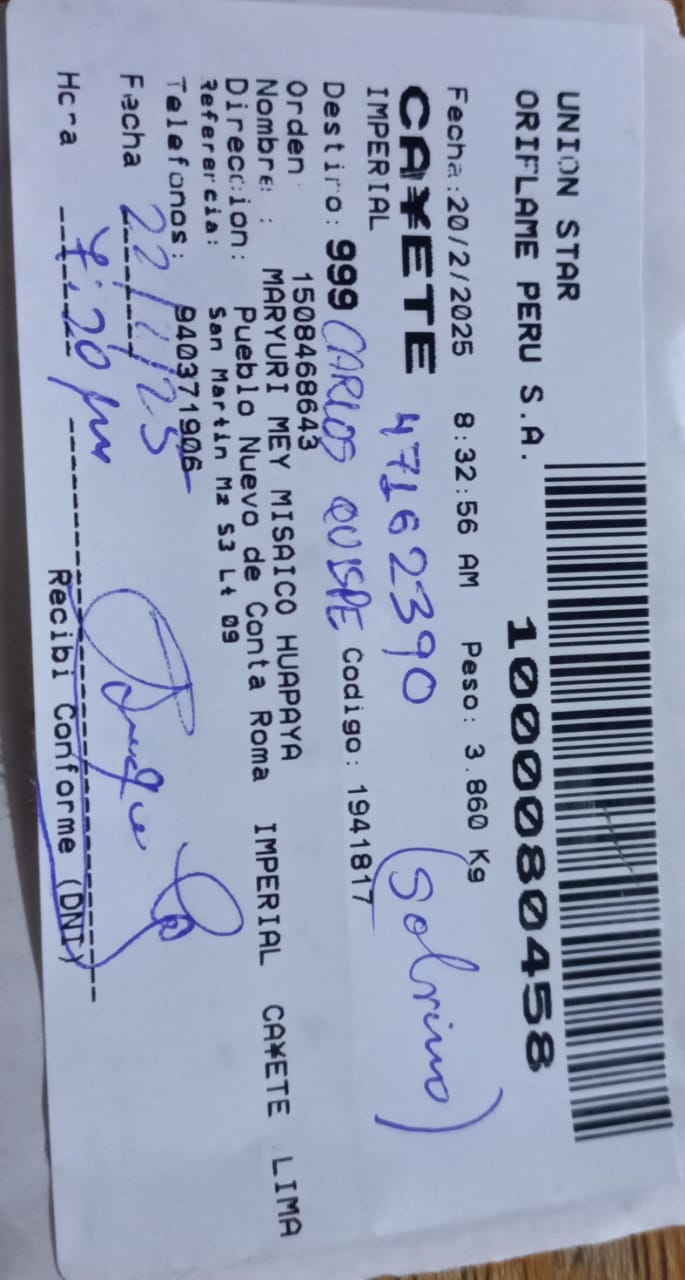 UNION STAR
ORIFLAME PERU S.A.
1000080458
Fecha:20/2/2025 8:32:56 AM Peso: 3.860 Kg
CA¥ETE 47162390 (Sobrino)
IMPERIAL
Destino: 999 CARLOS QUISPE Codigo: 1941817
Orden 1508468643
Nombre : MARYURI MEY MISAICO HUAPAYA
Direccion: Pueblo Nuevo de Conta Roma IMPERIAL CA¥ETE LIMA
Referencia: San Martin Mz S3 Lt 09
Telefonos: 940371906
Fecha 22/2/25
Hora :20 pm
Recibi Conforme (DNI)